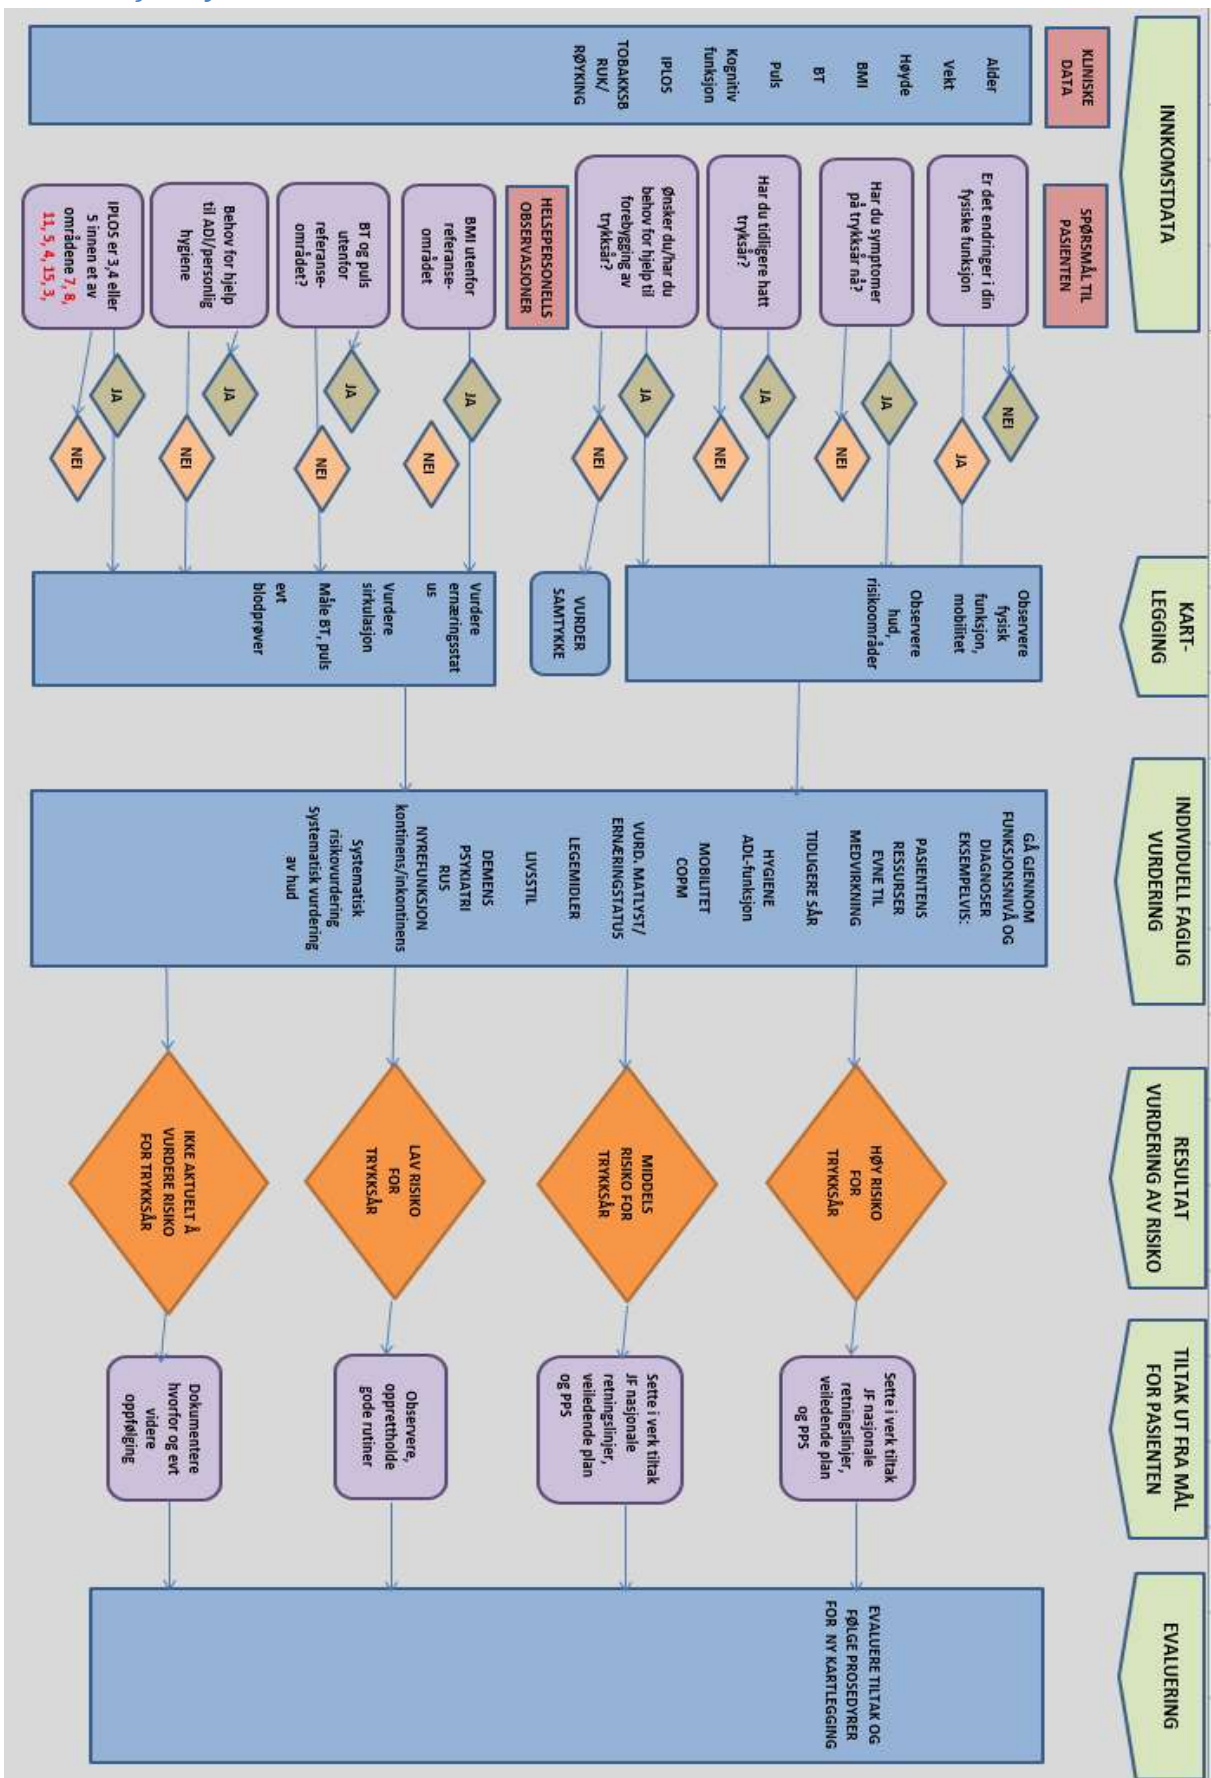 INNKOMSTDATA
KART-
LEGGING
INDIVIDUELL FAGLIG
VURDERING
RESULTAT
VURDERING AV RISIKO
TILTAK UT FRA MÅL
FOR PASIENTEN
EVALUERING
KLINISKE
DATA
Alder
Vekt
Høyde
BMI
BT
Puls
Kognitiv
funksjon
IPLOS
TOBAKKSB
RUK/
RØYKING
SPØRSMÅL TIL
PASIENTEN
Er det endringer i din
fysiske funksjon
NEI
JA
Har du symptomer
på trykksår nå?
JA
NEI
Har du tidligere hatt
tryksår?
JA
NEI
Ønsker du/har du
behov for hjelp til
forebygging av
trykksår?
JA
NEI
HELSEPERSONELLS
OBSERVASJONER
BMI utenfor
referanse-
området
JA
NEI
BT og puls
utenfor
referanse-
området?
JA
NEI
Behov for hjelp
til ADI/personlig
hygiene
JA
NEI
IPLOS er 3,4 eller
5 innen et av
områdene 7, 8,
11, 5, 4, 15, 3,
JA
NEI
Observere
fysisk
funksjon,
mobilitet
Observere
hud,
risikoområder
VURDER
SAMTYKKE
Vurdere
ernæringsstat
us
Vurdere
sirkulasjon
Måle BT, puls
evt
blodprøver
GÅ GJENNOM
FUNKSJONSNIVÅ OG
DIAGNOSER
EKSEMPELVIS:
PASIENTENS
RESSURSER
EVNE TIL
MEDVIRKNING
TIDLIGERE SÅR
HYGIENE
ADL-funksjon
MOBILITET
COPM
VURD. MATLYST/
ERNÆRINGSTATUS
LEGEMIDLER
LIVSSTIL
DEMENS
PSYKIATRI
RUS
NYREFUNKSJON
kontinens/inkontinens
Systematisk
risikovurdering
Systematisk vurdering
av hud
HØY RISIKO
FOR
TRYKKSÅR
MIDDELS
RISIKO FOR
TRYKKSÅR
LAV RISIKO
FOR
TRYKKSÅR
IKKE AKTUELT Å
VURDERE RISIKO
FOR TRYKKSÅR
Sette i verk tiltak
JF nasjonale
retningslinjer,
veiledende plan
og PPS
Sette i verk tiltak
JF nasjonale
retningslinjer,
veiledende plan
og PPS
Observere,
opprettholde
gode rutiner
Dokumentere
hvorfor og evt
videre
oppfølging
EVALUERE TILTAK OG
FØLGE PROSEDYRER
FOR NY KARTLEGGING